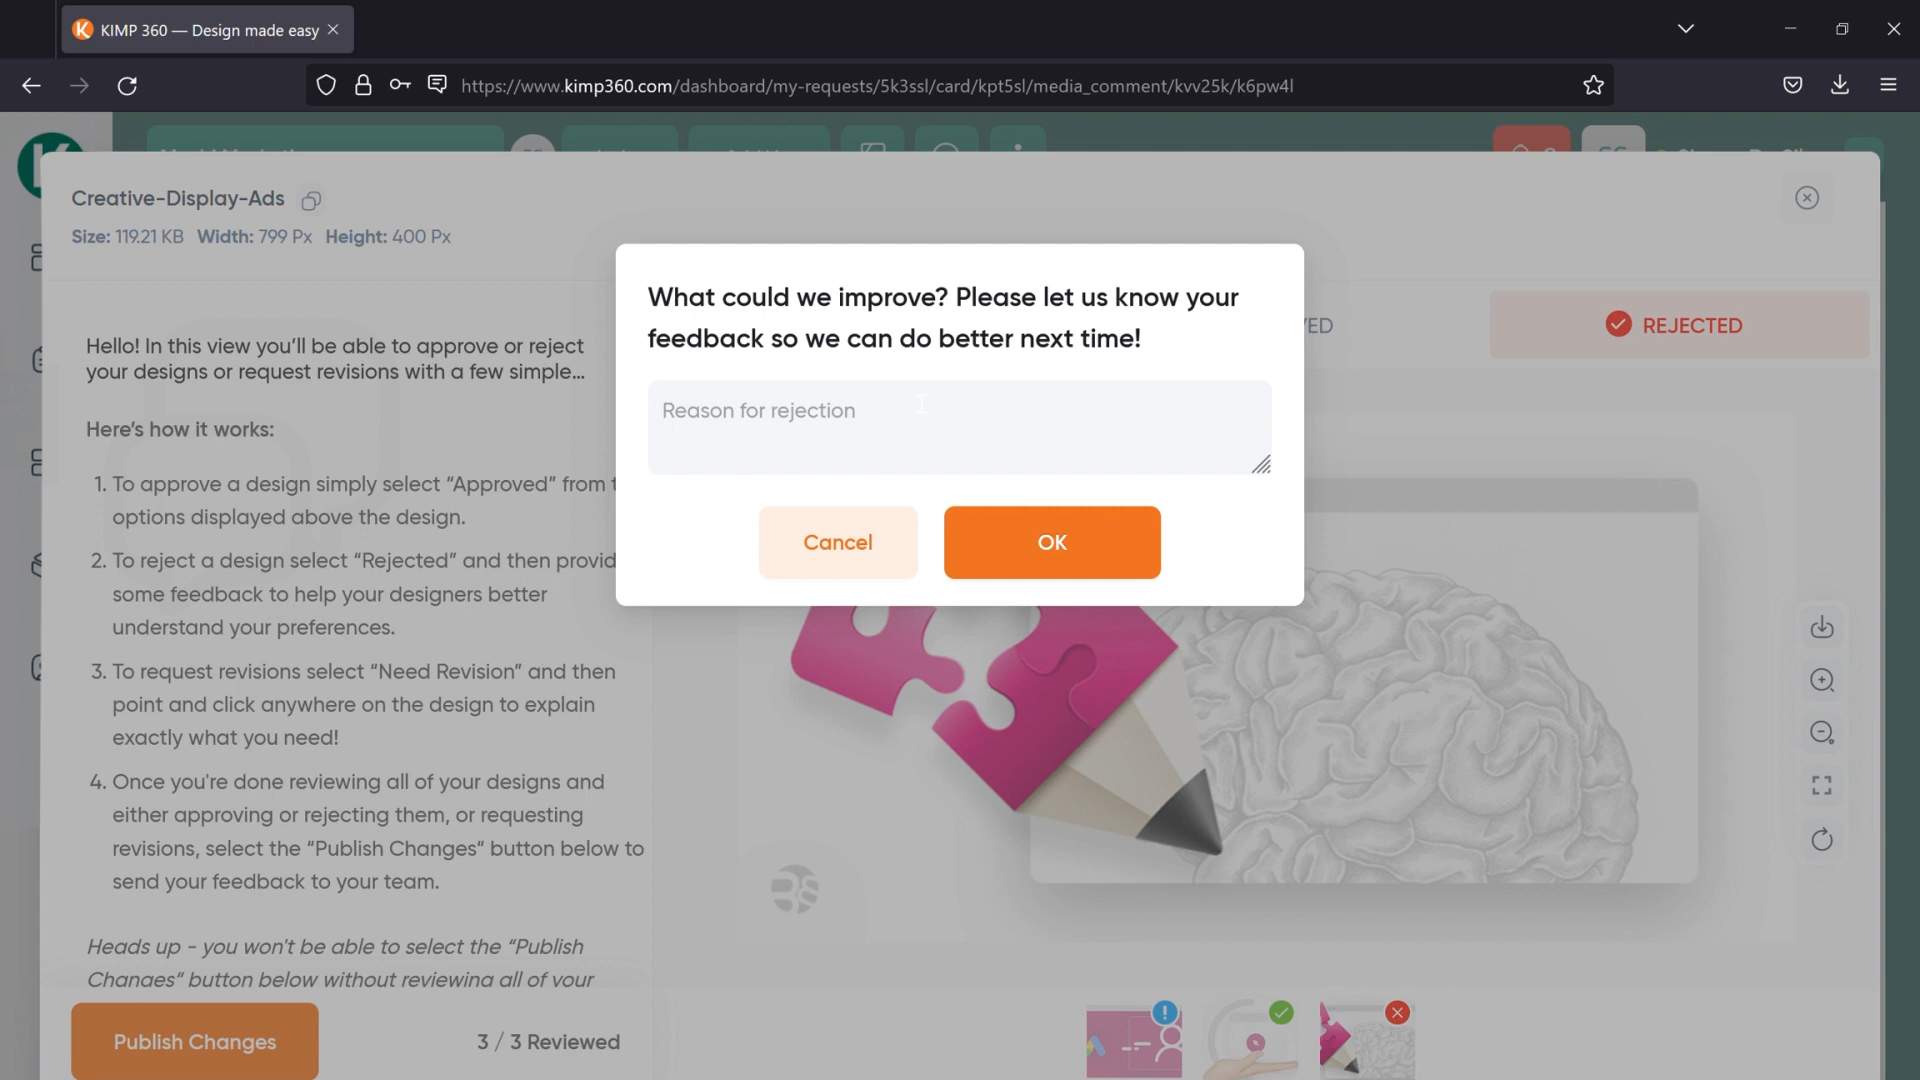 KIMP 360 — Design made easy
https://www.kimp360.com/dashboard/my-requests/5k3ssl/card/kpt5sl/media_comment/kvv25k/k6pw4l
Creative-Display-Ads
Size: 119.21 KB Width: 799 Px Height: 400 Px
What could we improve? Please let us know your
feedback so we can do better next time!
Reason for rejection
Cancel
OK
REJECTED
Hello! In this view you'll be able to approve or reject
your designs or request revisions with a few simple...
Here's how it works:
1. To approve a design simply select "Approved" from
options displayed above the design.
2. To reject a design select "Rejected" and then provid
some feedback to help your designers better
understand your preferences.
3. To request revisions select "Need Revision" and then
point and click anywhere on the design to explain
exactly what you need!
4. Once you're done reviewing all of your designs and
either approving or rejecting them, or requesting
revisions, select the "Publish Changes" button below to
send your feedback to your team.
Heads up - you won't be able to select the "Publish
Changes" button below without reviewing all of your
Publish Changes
3 / 3 Reviewed